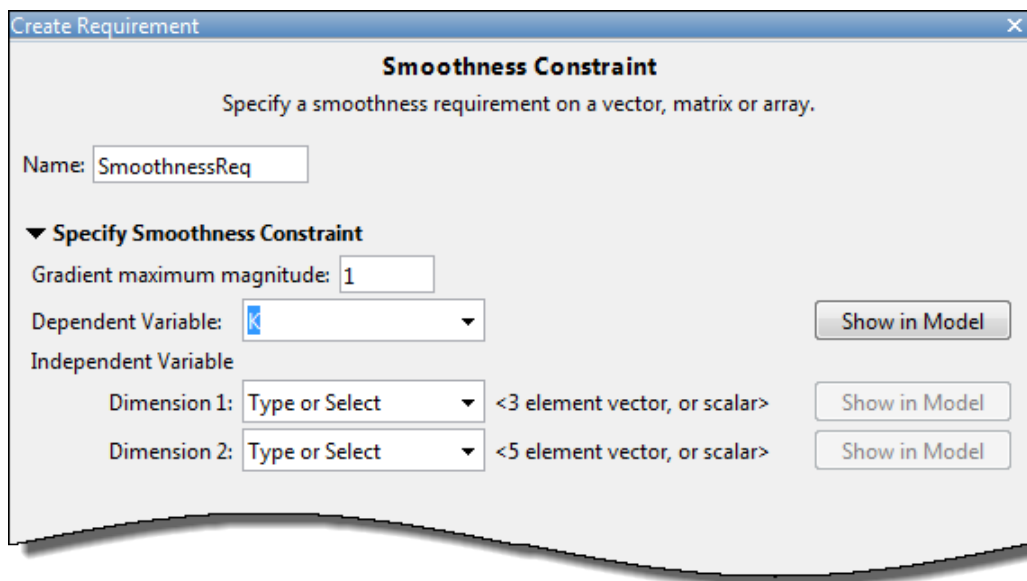 Create Requirement
Smoothness Constraint
Specify a smoothness requirement on a vector, matrix or array.
Name: SmoothnessReq
Specify Smoothness Constraint
Gradient maximum magnitude: 1
Dependent Variable: K Show in Model
Independent Variable
Dimension 1: Type or Select <3 element vector, or scalar> Show in Model
Dimension 2: Type or Select <5 element vector, or scalar> Show in Model